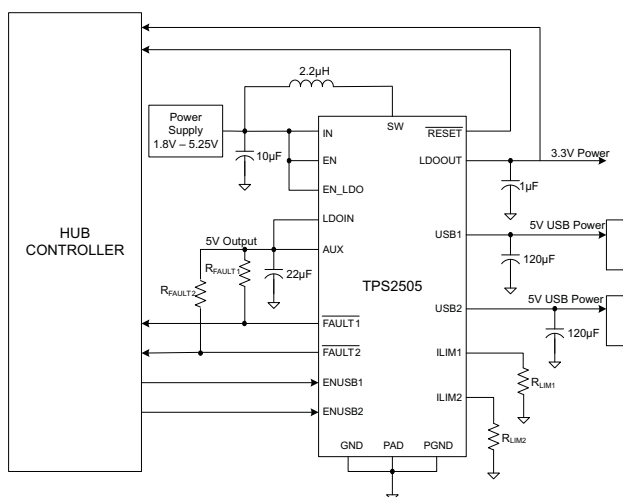 2.2µH
Power
Supply
1.8V – 5.25V
10µF
SW
IN
RESET
EN
LDOOUT
3.3V Power
EN_LDO
1µF
HUB
CONTROLLER
LDOIN
5V Output
AUX
USB1
5V USB Power
RFAULT1
RFAULT2
22µF
120µF
TPS2505
USB2
5V USB Power
FAULT1
120µF
FAULT2
ILIM1
ENUSB1
RLIM1
ENUSB2
ILIM2
RLIM2
GND PAD PGND